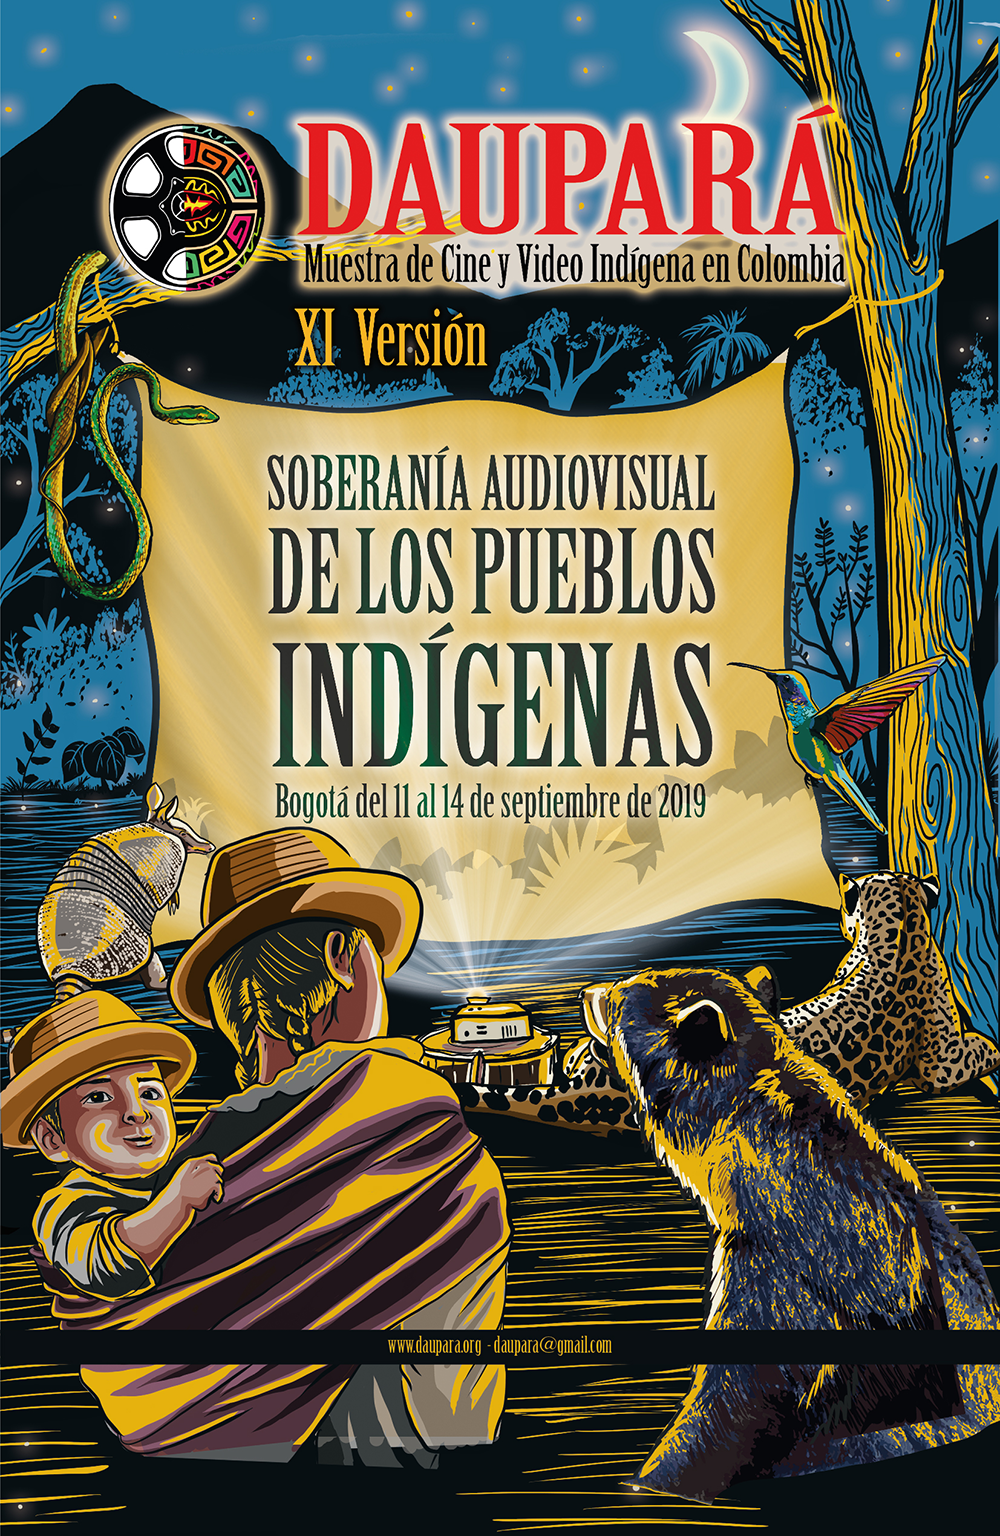 DAUPARÁ
Muestra de Cine y Video Indígena en Colombia
XI Versión
SOBERANÍA AUDIOVISUAL
DE LOS PUEBLOS
INDÍGENAS
Bogotá del 11 al 14 de septiembre de 2019
www.daupara.org - daupara@gmail.com